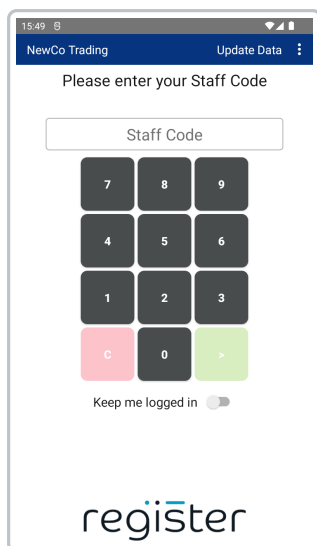 15:49
NewCo Trading Update Data
Please enter your Staff Code
Staff Code
7 8 9
4 5 6
1 2 3
C 0 >
Keep me logged in
register